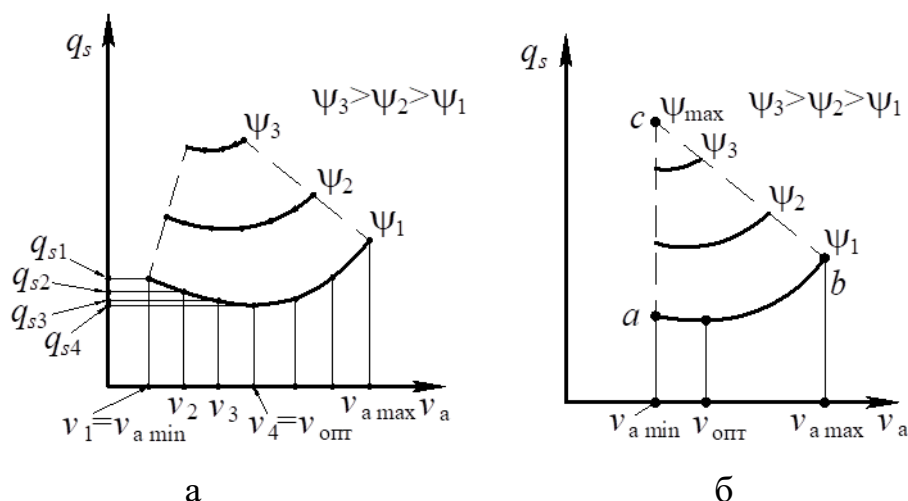 q_s
ψ₃>ψ₂>ψ₁
ψ₃
ψ₂
ψ₁
q_s1
q_s2
q_s3
q_s4
v₁=v_a min
v₂
v₃
v₄=v_опт
v_a max
v_a
а
q_s
ψ₃>ψ₂>ψ₁
c
ψ_max
ψ₃
ψ₂
ψ₁
b
a
v_a min
v_опт
v_a max
v_a
б